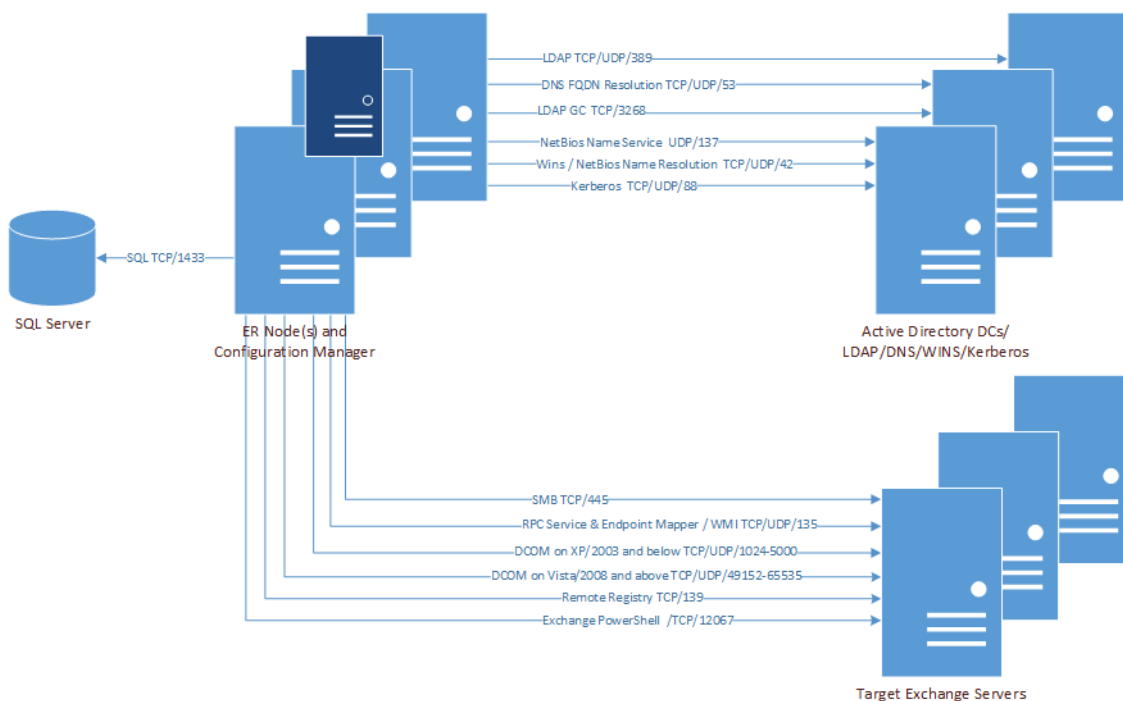 LDAP TCP/UDP/389
DNS FQDN Resolution TCP/UDP/53
LDAP GC TCP/3268
NetBios Name Service UDP/137
Wins / NetBios Name Resolution TCP/UDP/42
Kerberos TCP/UDP/88
SQL TCP/1433
SQL Server
ER Node(s) and
Configuration Manager
Active Directory DCs/
LDAP/DNS/WINS/Kerberos
SMB TCP/445
RPC Service & Endpoint Mapper / WMI TCP/UDP/135
DCOM on XP/2003 and below TCP/UDP/1024-5000
DCOM on Vista/2008 and above TCP/UDP/49152-65535
Remote Registry TCP/139
Exchange PowerShell /TCP/12067
Target Exchange Servers